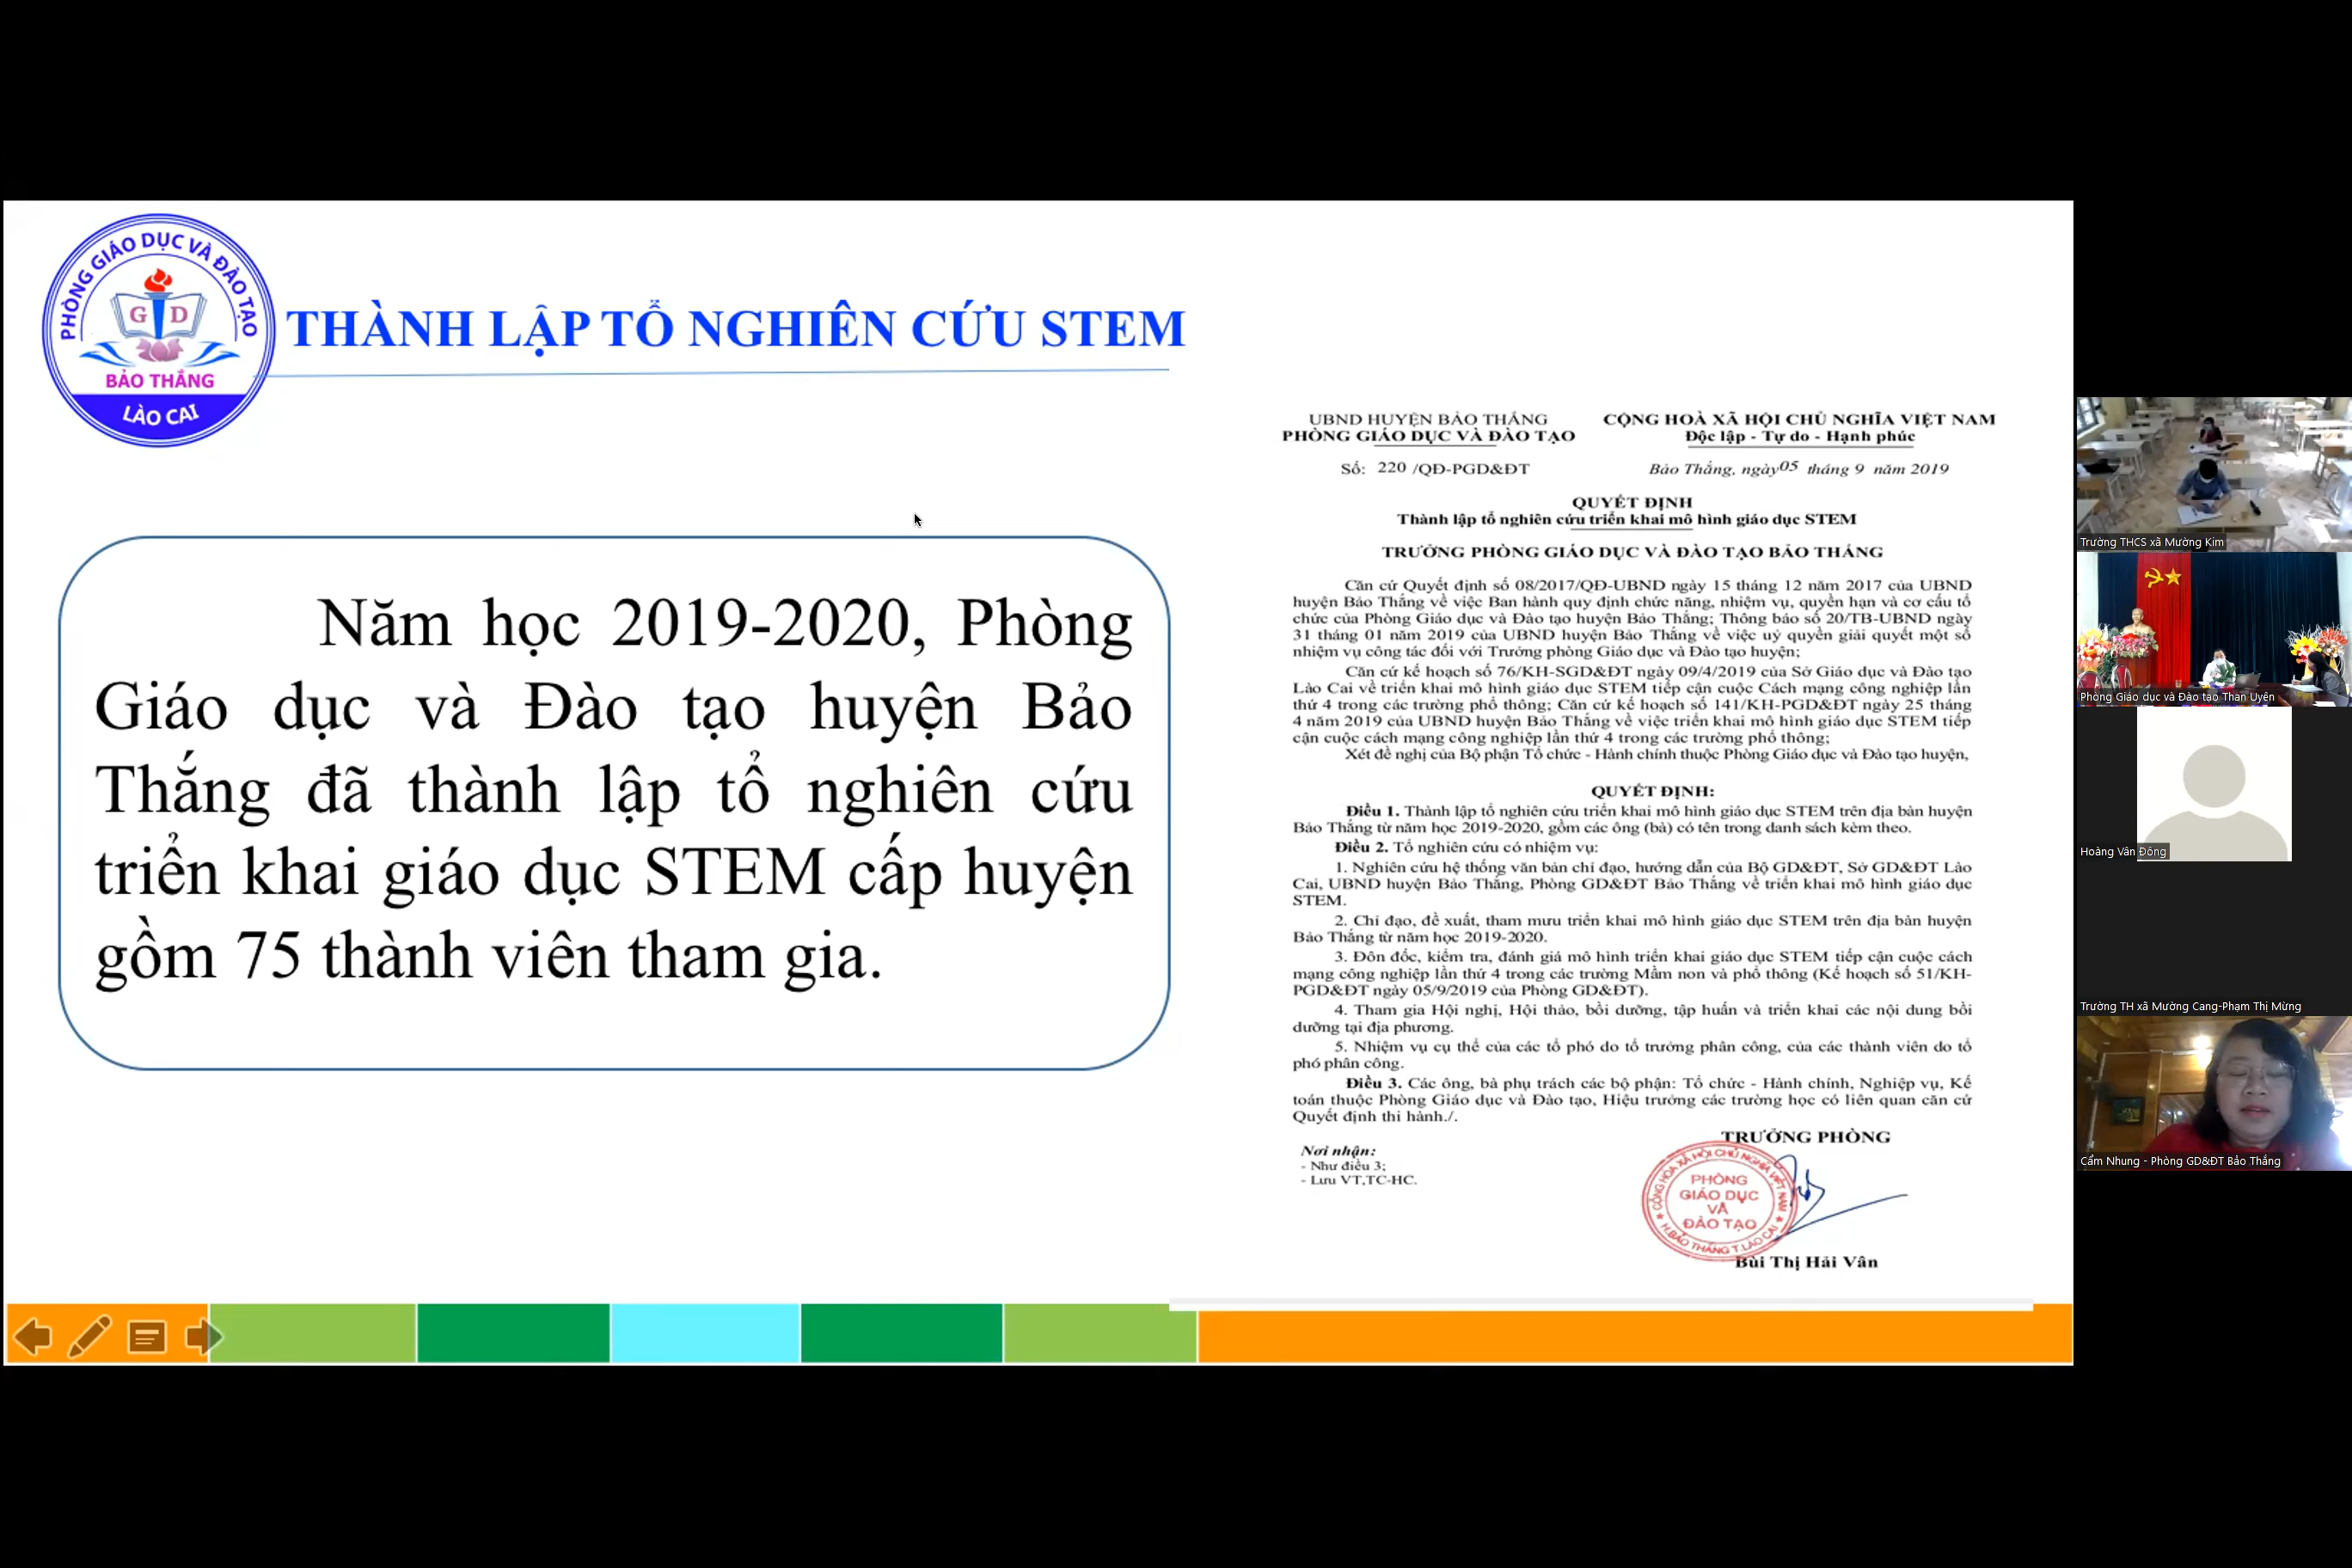 PHÒNG GIÁO DỤC VÀ ĐÀO TẠO
G D
BẢO THẮNG
LÀO CAI
THÀNH LẬP TỔ NGHIÊN CỨU STEM
Năm học 2019-2020, Phòng
Giáo dục và Đào tạo huyện Bảo
Thắng đã thành lập tổ nghiên cứu
triển khai giáo dục STEM cấp huyện
gồm 75 thành viên tham gia.
UBND HUYỆN BẢO THẮNG
PHÒNG GIÁO DỤC VÀ ĐÀO TẠO
Số: 220 /QĐ-PGD&ĐT
CỘNG HOÀ XÃ HỘI CHỦ NGHĨA VIỆT NAM
Độc lập - Tự do - Hạnh phúc
Bảo Thắng, ngày 05 tháng 9 năm 2019
QUYẾT ĐỊNH
Thành lập tổ nghiên cứu triển khai mô hình giáo dục STEM
TRƯỞNG PHÒNG GIÁO DỤC VÀ ĐÀO TẠO BẢO THẮNG
Căn cứ Quyết định số 08/2017/QĐ-UBND ngày 15 tháng 12 năm 2017 của UBND
huyện Bảo Thắng về việc Ban hành quy định chức năng, nhiệm vụ, quyền hạn và cơ cấu tổ
chức của Phòng Giáo dục và Đào tạo huyện Bảo Thắng; Thông báo số 20/TB-UBND ngày
31 tháng 01 năm 2019 của UBND huyện Bảo Thắng về việc uỷ quyền giải quyết một số
nhiệm vụ công tác đối với Trưởng phòng Giáo dục và Đào tạo huyện;
Căn cứ kế hoạch số 76/KH-SGD&ĐT ngày 09/4/2019 của Sở Giáo dục và Đào tạo
Lào Cai về triển khai mô hình giáo dục STEM tiếp cận cuộc Cách mạng công nghiệp lần
thứ 4 trong các trường phổ thông; Căn cứ kế hoạch số 141/KH-PGD&ĐT ngày 25 tháng
4 năm 2019 của UBND huyện Bảo Thắng về việc triển khai mô hình giáo dục STEM tiếp
cận cuộc cách mạng công nghiệp lần thứ 4 trong các trường phổ thông;
Xét đề nghị của Bộ phận Tổ chức - Hành chính thuộc Phòng Giáo dục và Đào tạo huyện,
QUYẾT ĐỊNH:
Điều 1. Thành lập tổ nghiên cứu triển khai mô hình giáo dục STEM trên địa bàn huyện
Bảo Thắng từ năm học 2019-2020, gồm các ông (bà) có tên trong danh sách kèm theo.
Điều 2. Tổ nghiên cứu có nhiệm vụ:
1. Nghiên cứu hệ thống văn bản chỉ đạo, hướng dẫn của Bộ GD&ĐT, Sở GD&ĐT Lào
Cai, UBND huyện Bảo Thắng, Phòng GD&ĐT Bảo Thắng về triển khai mô hình giáo dục
STEM.
2. Chỉ đạo, đề xuất, tham mưu triển khai mô hình giáo dục STEM trên địa bàn huyện
Bảo Thắng từ năm học 2019-2020.
3. Đôn đốc, kiểm tra, đánh giá mô hình triển khai giáo dục STEM tiếp cận cuộc cách
mạng công nghiệp lần thứ 4 trong các trường Mầm non và phổ thông (Kế hoạch số 51/KH-
PGD&ĐT ngày 05/9/2019 của Phòng GD&ĐT).
4. Tham gia Hội nghị, Hội thảo, bồi dưỡng, tập huấn và triển khai các nội dung bồi
dưỡng tại địa phương.
5. Nhiệm vụ cụ thể của các tổ phó do tổ trưởng phân công, của các thành viên do tổ
phó phân công.
Điều 3. Các ông, bà phụ trách các bộ phận: Tổ chức - Hành chính, Nghiệp vụ, Kế
toán thuộc Phòng Giáo dục và Đào tạo, Hiệu trưởng các trường học có liên quan căn cứ
Quyết định thi hành./.
Nơi nhận:
- Như điều 3;
- Lưu VT,TC-HC.
TRƯỞNG PHÒNG
CỘNG HOÀ XÃ HỘI CHỦ NGHĨA VIỆT NAM
PHÒNG
GIÁO DỤC
VÀ
ĐÀO TẠO
H.BẢO THẮNG T.LÀO CAI
Bùi Thị Hải Vân
Trường THCS xã Mường Kim
Phòng Giáo dục và Đào tạo Than Uyên
Hoàng Vân Đông
Trường TH xã Mường Cang-Phạm Thị Mừng
Cẩm Nhung - Phòng GD&ĐT Bảo Thắng